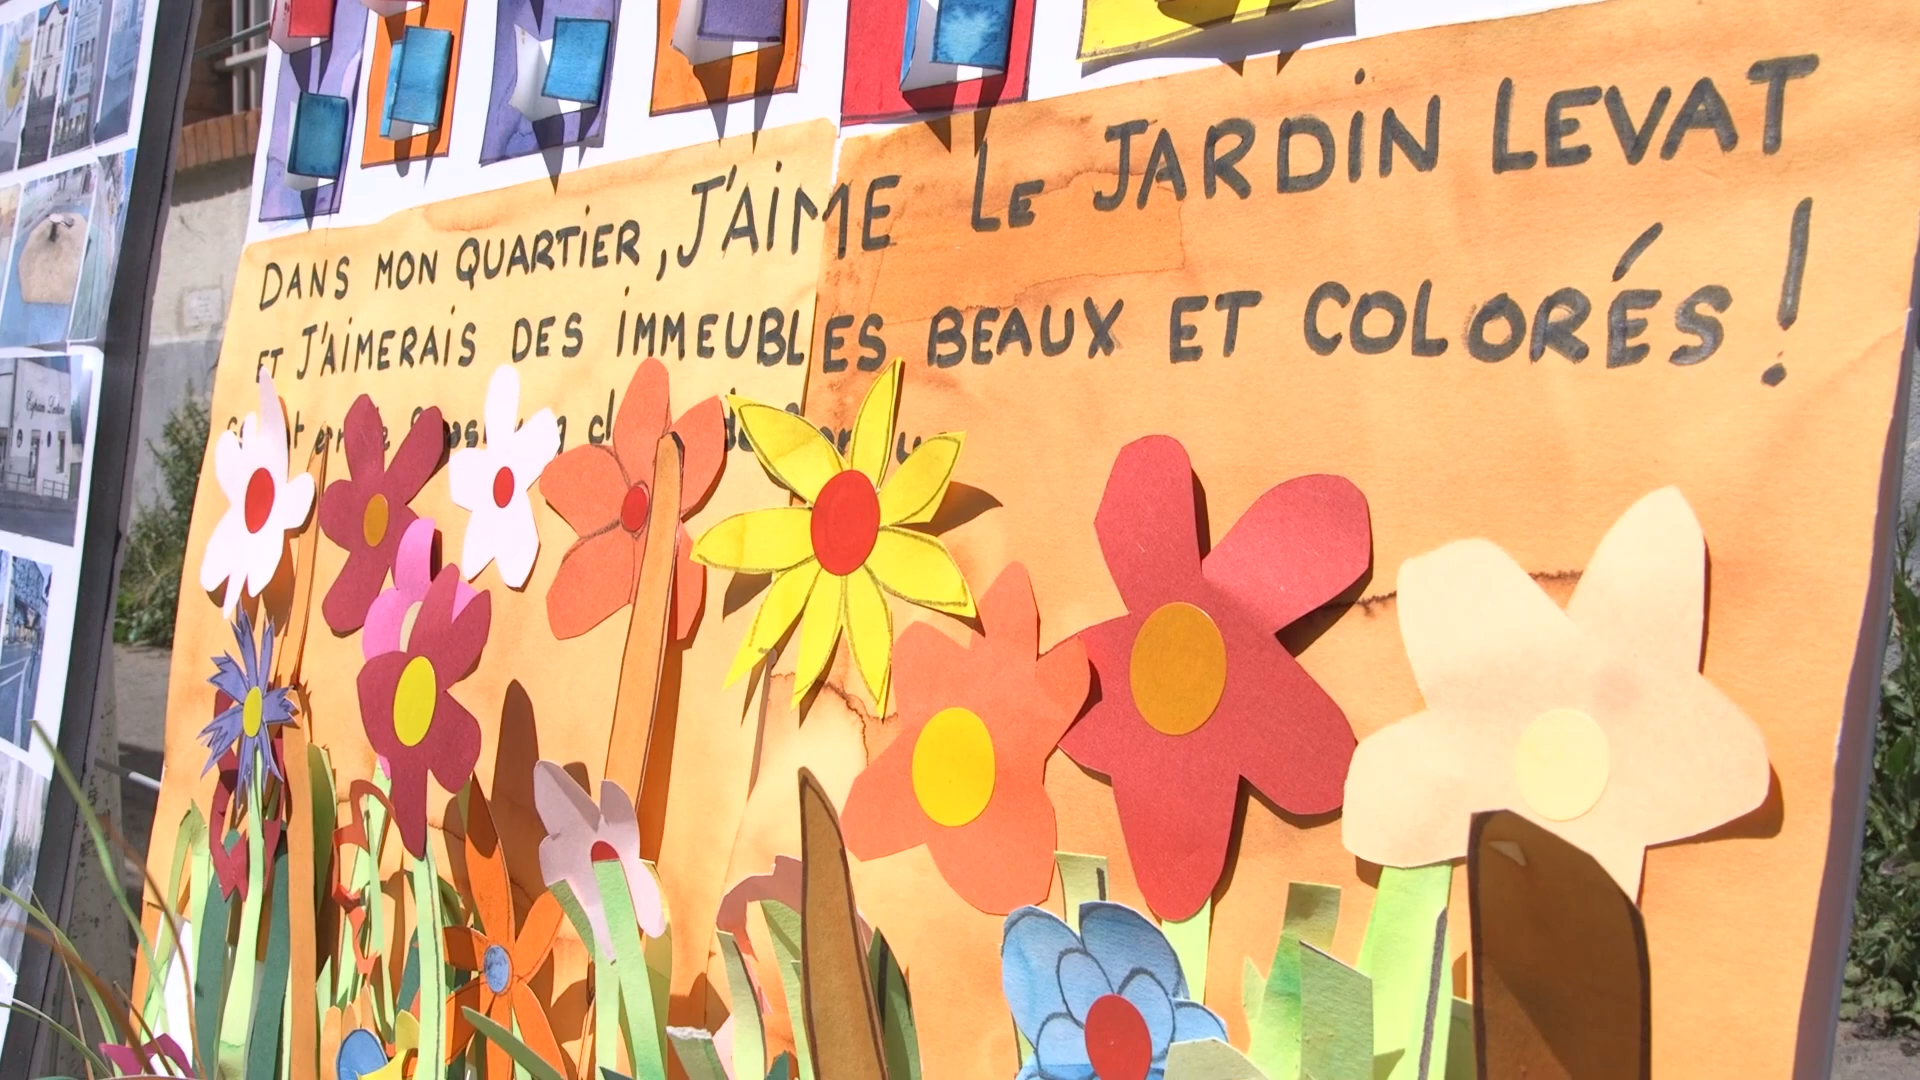 DANS MON QUARTIER, J'AIME LE JARDIN LEVAT
ET J'AIMERAIS DES IMMEUBLES BEAUX ET COLORÉS !